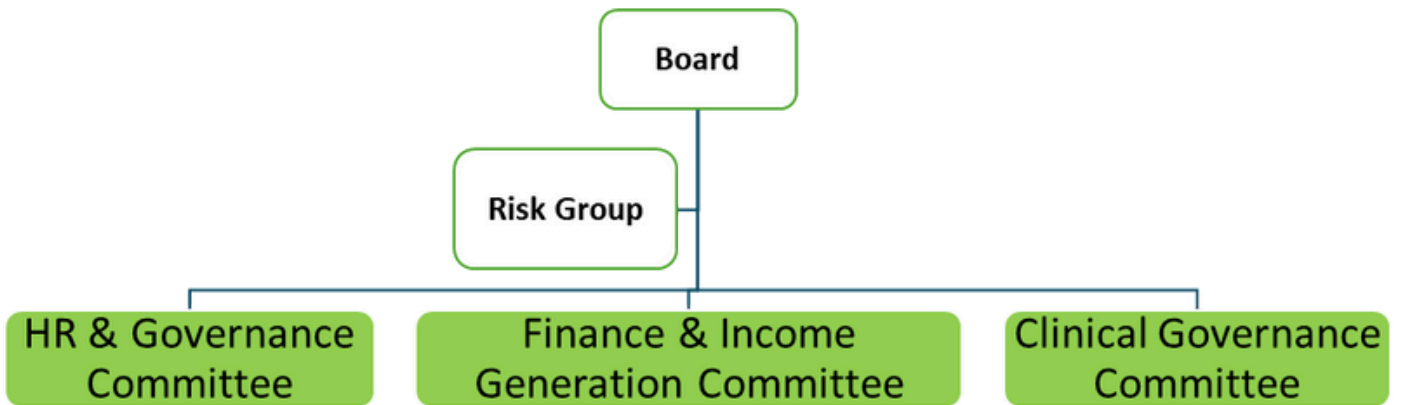 Board
Risk Group
HR & Governance
Committee
Finance & Income
Generation Committee
Clinical Governance
Committee